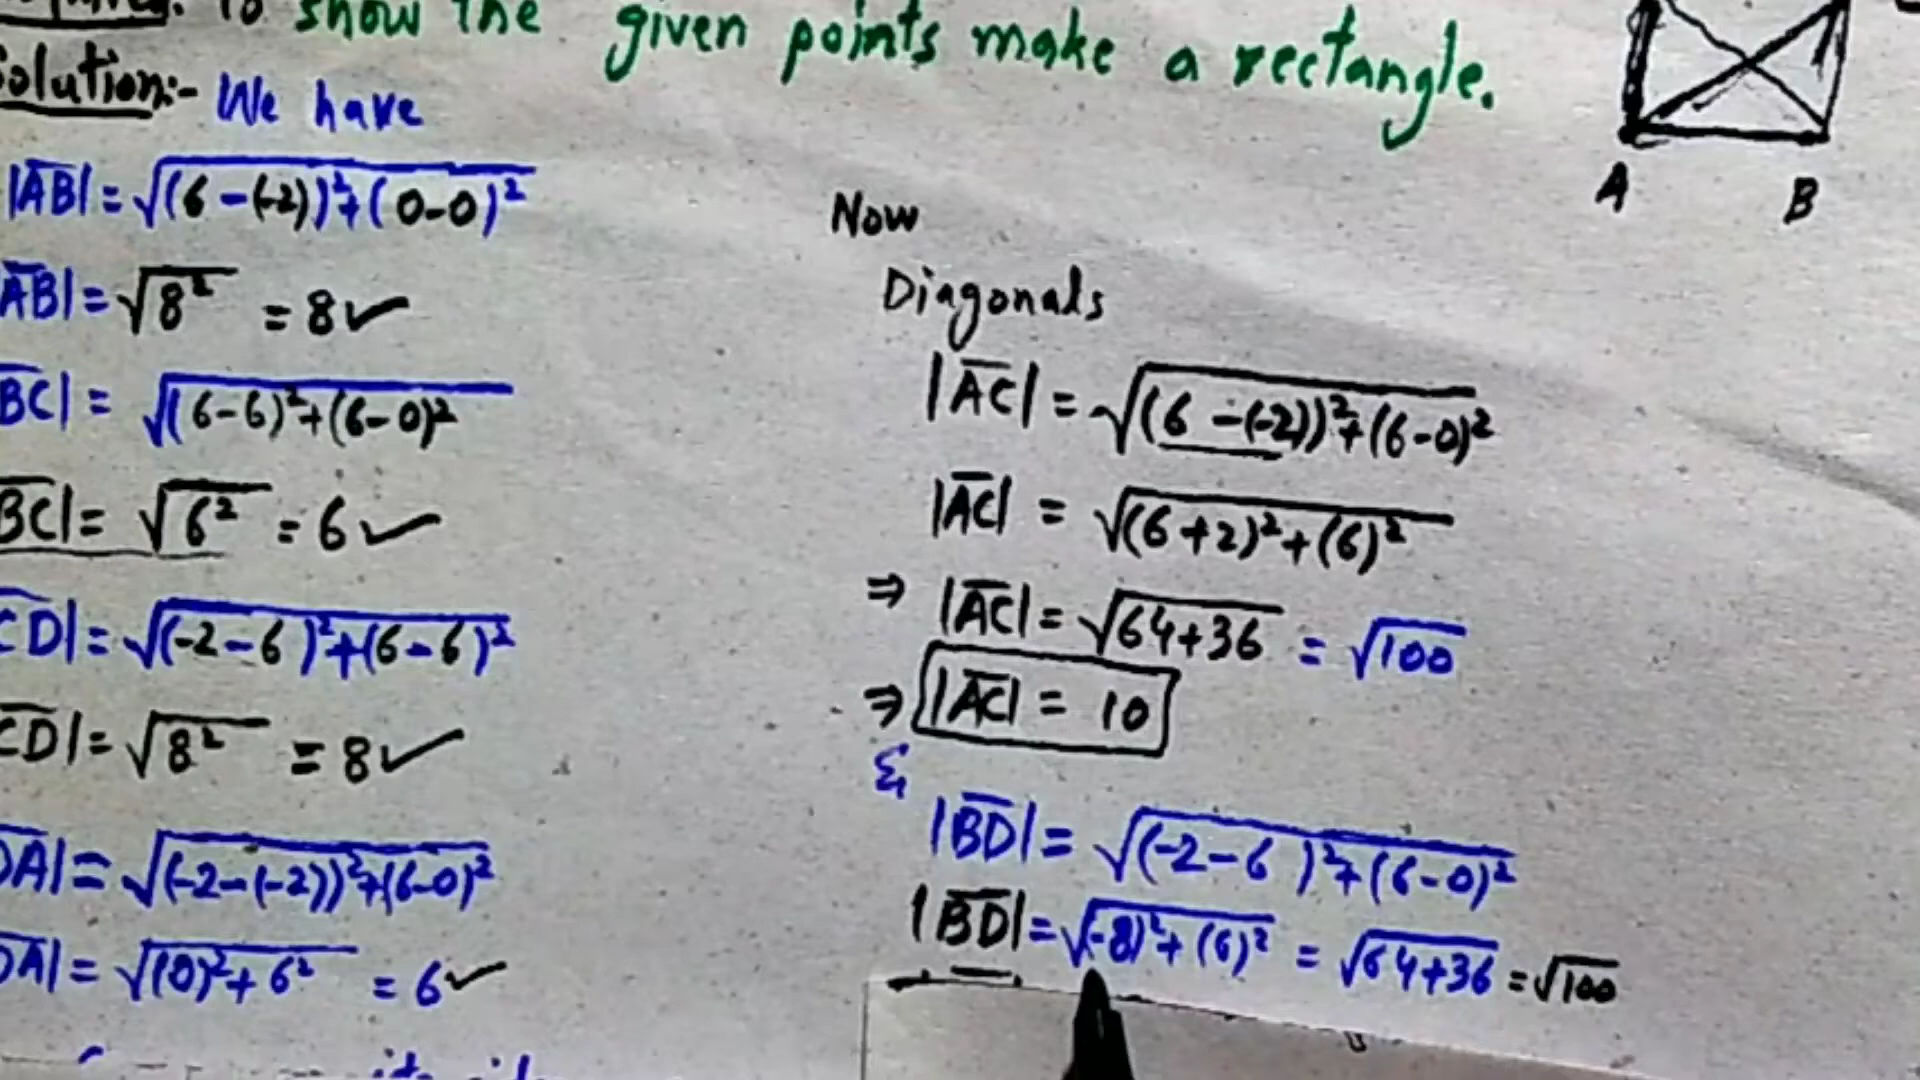 To show the given points make a rectangle.
Solution:- We have
|AB| = √(6-(-2))²+(0-0)²
AB| = √8² = 8✓
BC| = √(6-6)²+(6-0)²
BC| = √6² = 6✓
CD| = √(-2-6)²+(6-6)²
CD| = √8² = 8✓
DA| = √(-2-(-2))²+(6-0)²
DA| = √(0)²+6² = 6✓
Now
Diagonals
|AC| = √(6-(-2))²+(6-0)²
|AC| = √(6+2)²+(6)²
⇒ |AC| = √64+36 = √100
⇒ |AC| = 10
&
|BD| = √(-2-6)²+(6-0)²
|BD| = √(-8)²+(6)² = √64+36 = √100
A B